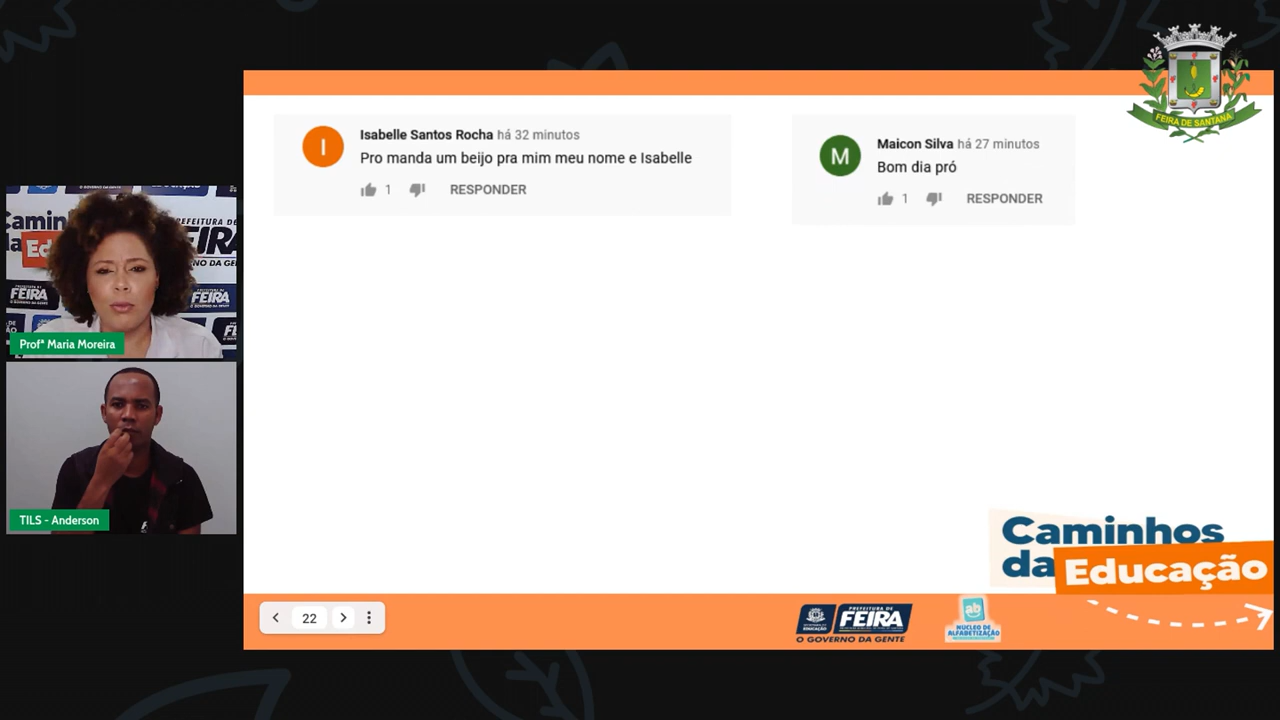 FEIRA DE SANTANA
I
Isabelle Santos Rocha há 32 minutos
Pro manda um beijo pra mim meu nome e Isabelle
1 RESPONDER
M
Maicon Silva há 27 minutos
Bom dia pró
1 RESPONDER
Profª Maria Moreira
TILS - Anderson
Caminhos
da Educação
22
EDUCAÇÃO
PREFEITURA DE
FEIRA
O GOVERNO DA GENTE
ab
NÚCLEO DE
ALFABETIZAÇÃO